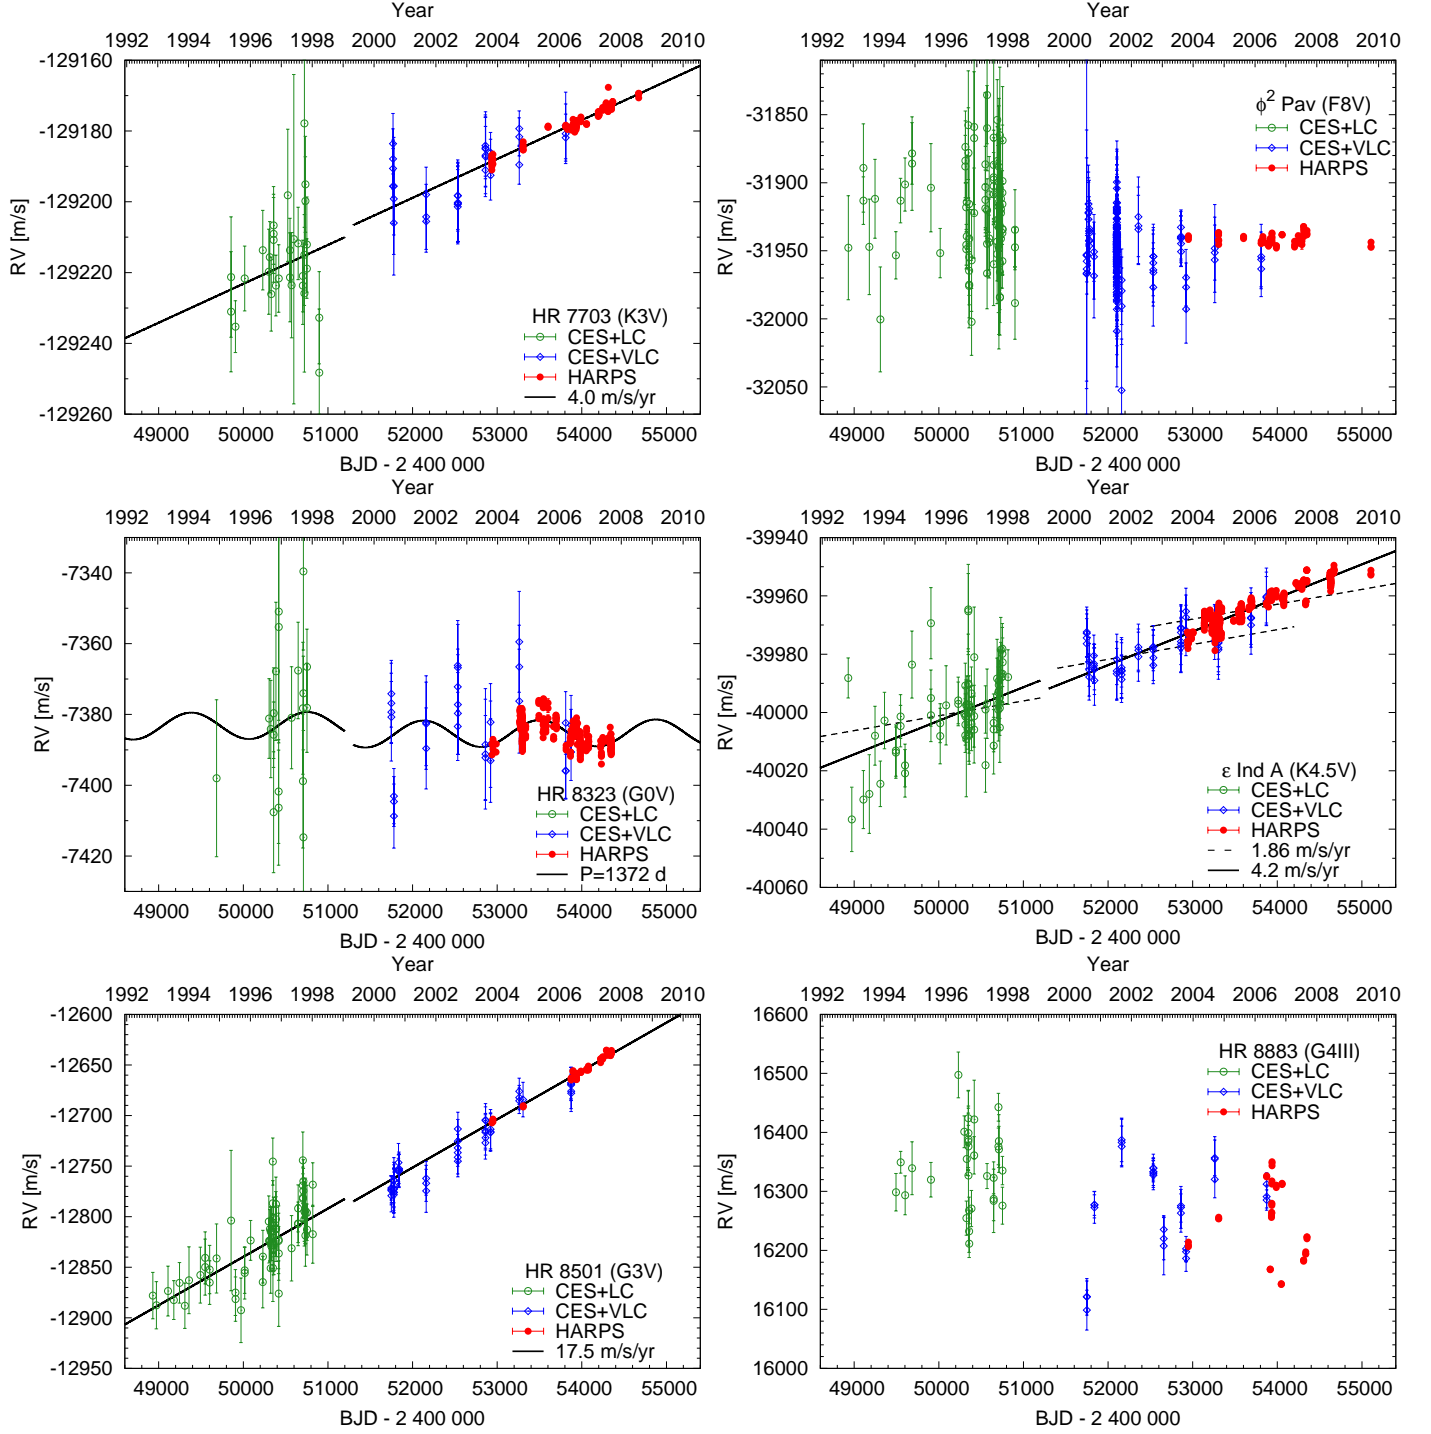 Year
1992 1994 1996 1998 2000 2002 2004 2006 2008 2010
-129160
-129180
-129200
-129220
-129240
-129260
RV [m/s]
HR 7703 (K3V)
CES+LC
CES+VLC
HARPS
4.0 m/s/yr
49000 50000 51000 52000 53000 54000 55000
BJD - 2 400 000
Year
1992 1994 1996 1998 2000 2002 2004 2006 2008 2010
-31850
-31900
-31950
-32000
-32050
RV [m/s]
ϕ² Pav (F8V)
CES+LC
CES+VLC
HARPS
49000 50000 51000 52000 53000 54000 55000
BJD - 2 400 000
Year
1992 1994 1996 1998 2000 2002 2004 2006 2008 2010
-7340
-7360
-7380
-7400
-7420
RV [m/s]
HR 8323 (G0V)
CES+LC
CES+VLC
HARPS
P=1372 d
49000 50000 51000 52000 53000 54000 55000
BJD - 2 400 000
Year
1992 1994 1996 1998 2000 2002 2004 2006 2008 2010
-39940
-39960
-39980
-40000
-40020
-40040
-40060
RV [m/s]
ε Ind A (K4.5V)
CES+LC
CES+VLC
HARPS
1.86 m/s/yr
4.2 m/s/yr
49000 50000 51000 52000 53000 54000 55000
BJD - 2 400 000
Year
1992 1994 1996 1998 2000 2002 2004 2006 2008 2010
-12600
-12650
-12700
-12750
-12800
-12850
-12900
-12950
RV [m/s]
HR 8501 (G3V)
CES+LC
CES+VLC
HARPS
17.5 m/s/yr
49000 50000 51000 52000 53000 54000 55000
BJD - 2 400 000
Year
1992 1994 1996 1998 2000 2002 2004 2006 2008 2010
16600
16500
16400
16300
16200
16100
16000
RV [m/s]
HR 8883 (G4III)
CES+LC
CES+VLC
HARPS
49000 50000 51000 52000 53000 54000 55000
BJD - 2 400 000